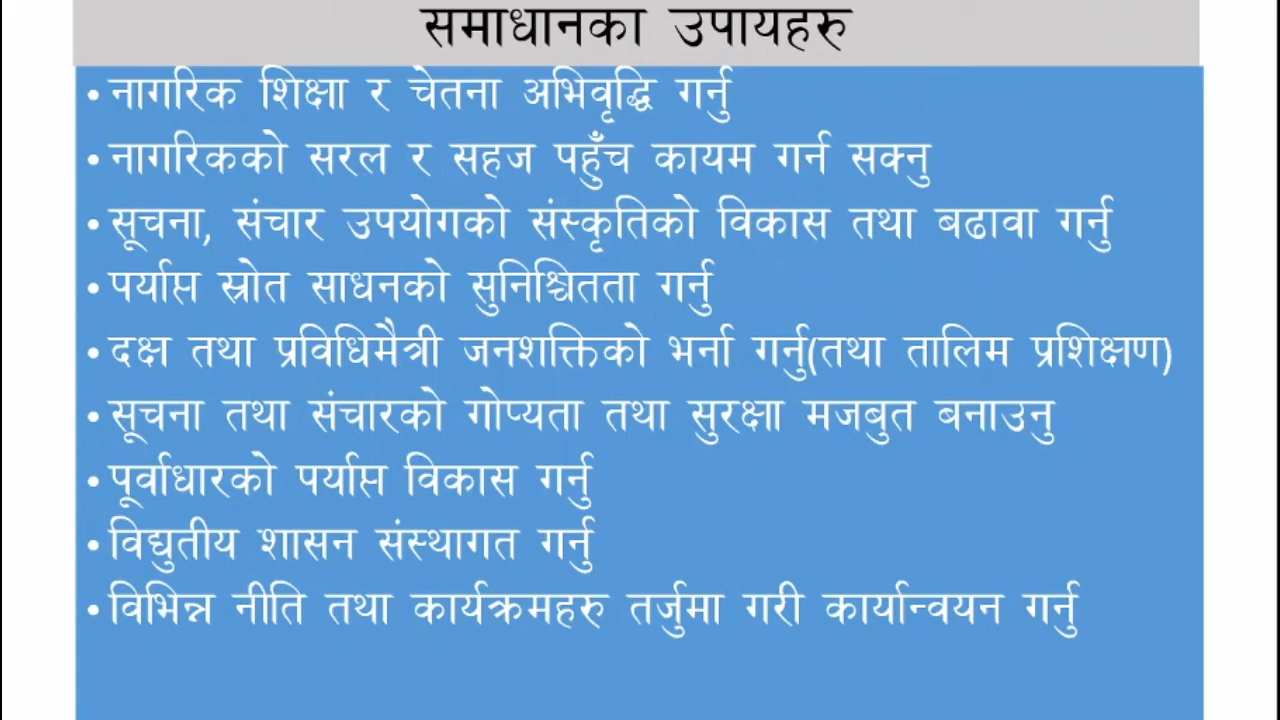 समाधानका उपायहरु
• नागरिक शिक्षा र चेतना अभिवृद्धि गर्नु
• नागरिकको सरल र सहज पहुँच कायम गर्न सक्नु
• सूचना, संचार उपयोगको संस्कृतिको विकास तथा बढावा गर्नु
• पर्याप्त स्रोत साधनको सुनिश्चितता गर्नु
• दक्ष तथा प्रविधिमैत्री जनशक्तिको भर्ना गर्नु(तथा तालिम प्रशिक्षण)
• सूचना तथा संचारको गोप्यता तथा सुरक्षा मजबुत बनाउनु
• पूर्वाधारको पर्याप्त विकास गर्नु
• विद्युतीय शासन संस्थागत गर्नु
• विभिन्न नीति तथा कार्यक्रमहरु तर्जुमा गरी कार्यान्वयन गर्नु